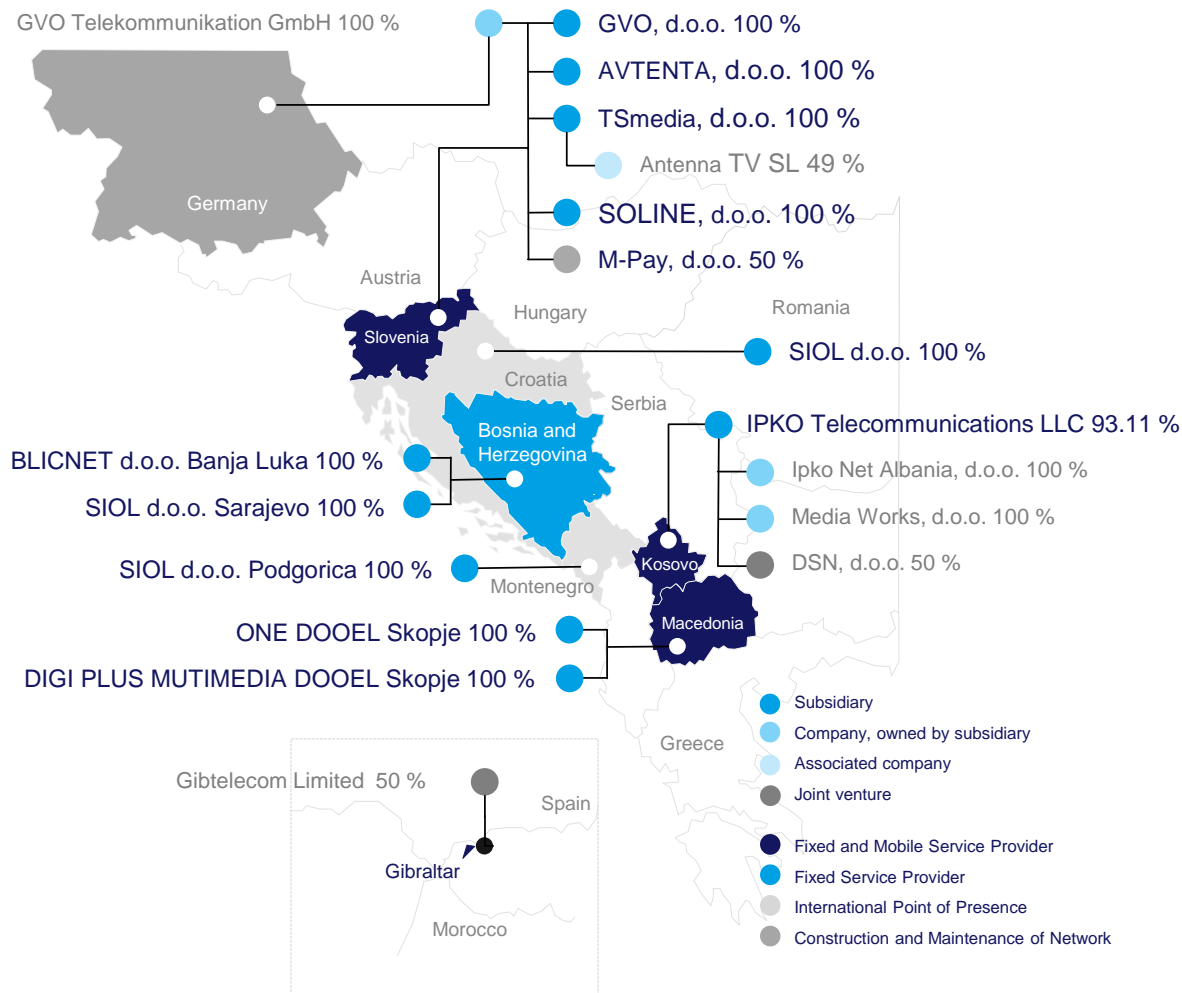 GVO Telekommunikation GmbH 100 %
GVO, d.o.o. 100 %
AVTENTA, d.o.o. 100 %
TSmedia, d.o.o. 100 %
Antenna TV SL 49 %
Germany
SOLINE, d.o.o. 100 %
M-Pay, d.o.o. 50 %
Austria
Hungary
Romania
Slovenia
SIOL d.o.o. 100 %
Croatia
Serbia
IPKO Telecommunications LLC 93.11 %
Bosnia and
Herzegovina
BLICNET d.o.o. Banja Luka 100 %
Ipko Net Albania, d.o.o. 100 %
SIOL d.o.o. Sarajevo 100 %
Media Works, d.o.o. 100 %
SIOL d.o.o. Podgorica 100 %
Kosovo
DSN, d.o.o. 50 %
Montenegro
ONE DOOEL Skopje 100 %
Macedonia
DIGI PLUS MUTIMEDIA DOOEL Skopje 100 %
Subsidiary
Company, owned by subsidiary
Greece
Associated company
Joint venture
Gibtelecom Limited 50 %
Spain
Fixed and Mobile Service Provider
Gibraltar
Fixed Service Provider
International Point of Presence
Morocco
Construction and Maintenance of Network